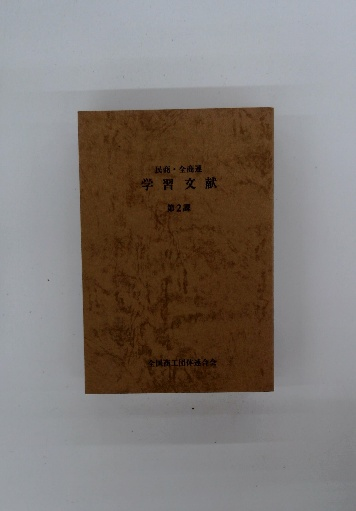 民商・全商連
学習文献
第2課
全国商工団体連合会